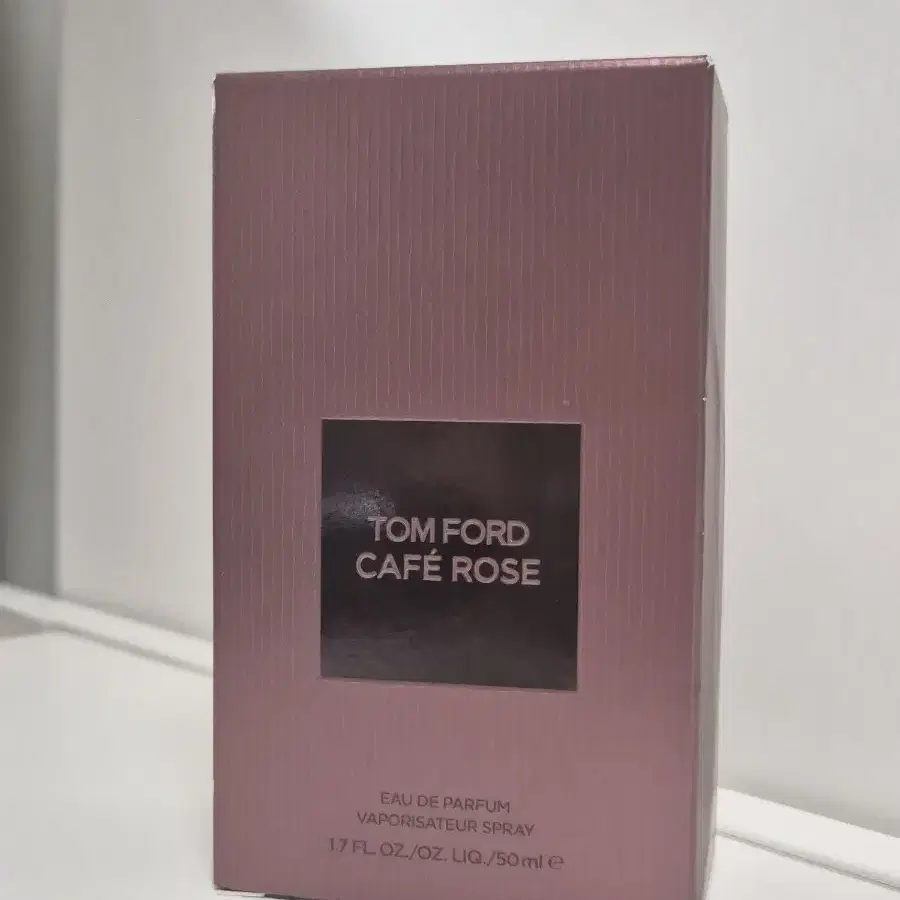 TOM FORD
CAFÉ ROSE
EAU DE PARFUM
VAPORISATEUR SPRAY
1.7 FL. OZ./OZ. LIQ./50ml ℮